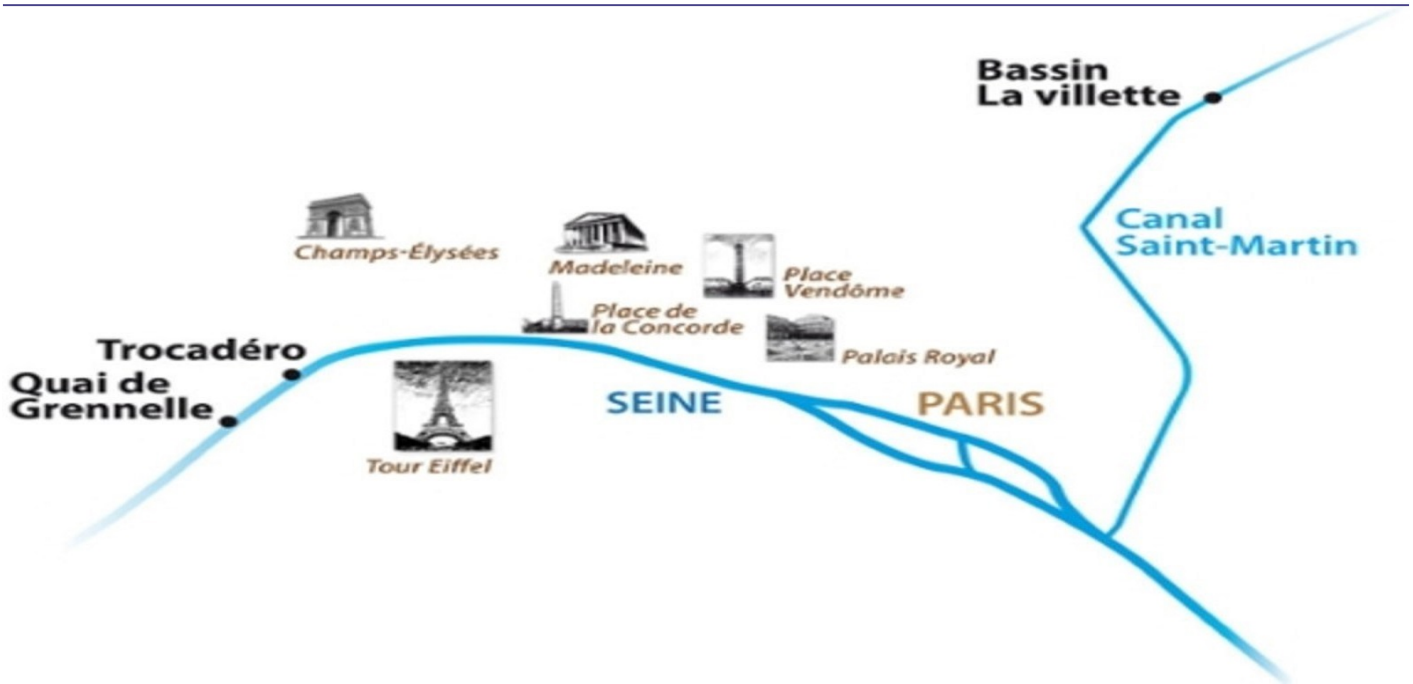 Bassin
La villette
Canal
Saint-Martin
Champs-Élysées
Madeleine
Place
Vendôme
Place de
la Concorde
Palais Royal
Trocadéro
Quai de
Grennelle
SEINE
PARIS
Tour Eiffel